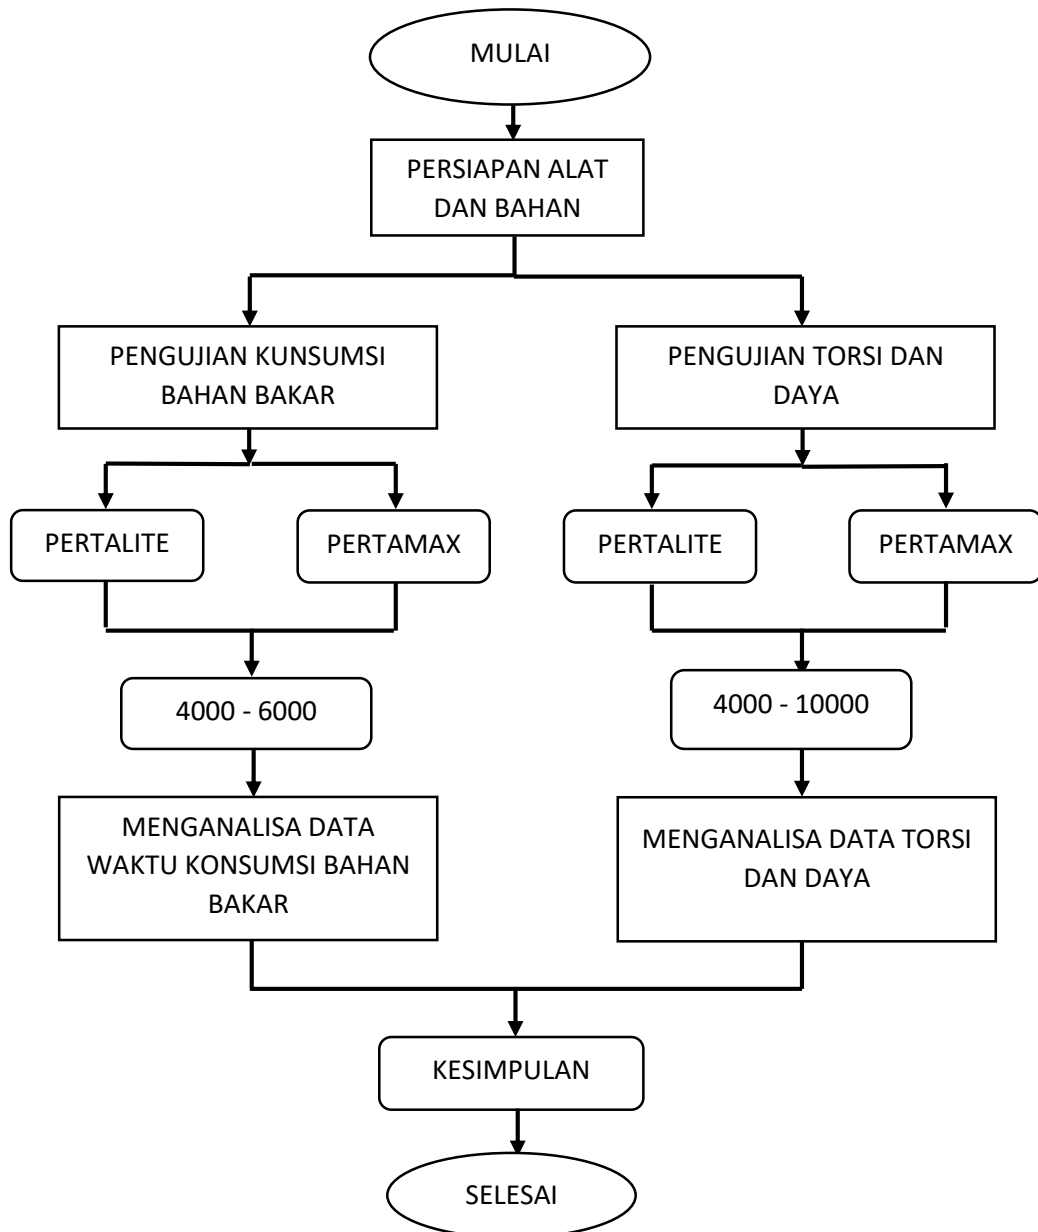 MULAI
PERSIAPAN ALAT
DAN BAHAN
PENGUJIAN KUNSUMSI
BAHAN BAKAR
PENGUJIAN TORSI DAN
DAYA
PERTALITE
PERTAMAX
PERTALITE
PERTAMAX
4000 - 6000
4000 - 10000
MENGANALISA DATA
WAKTU KONSUMSI BAHAN
BAKAR
MENGANALISA DATA TORSI
DAN DAYA
KESIMPULAN
SELESAI